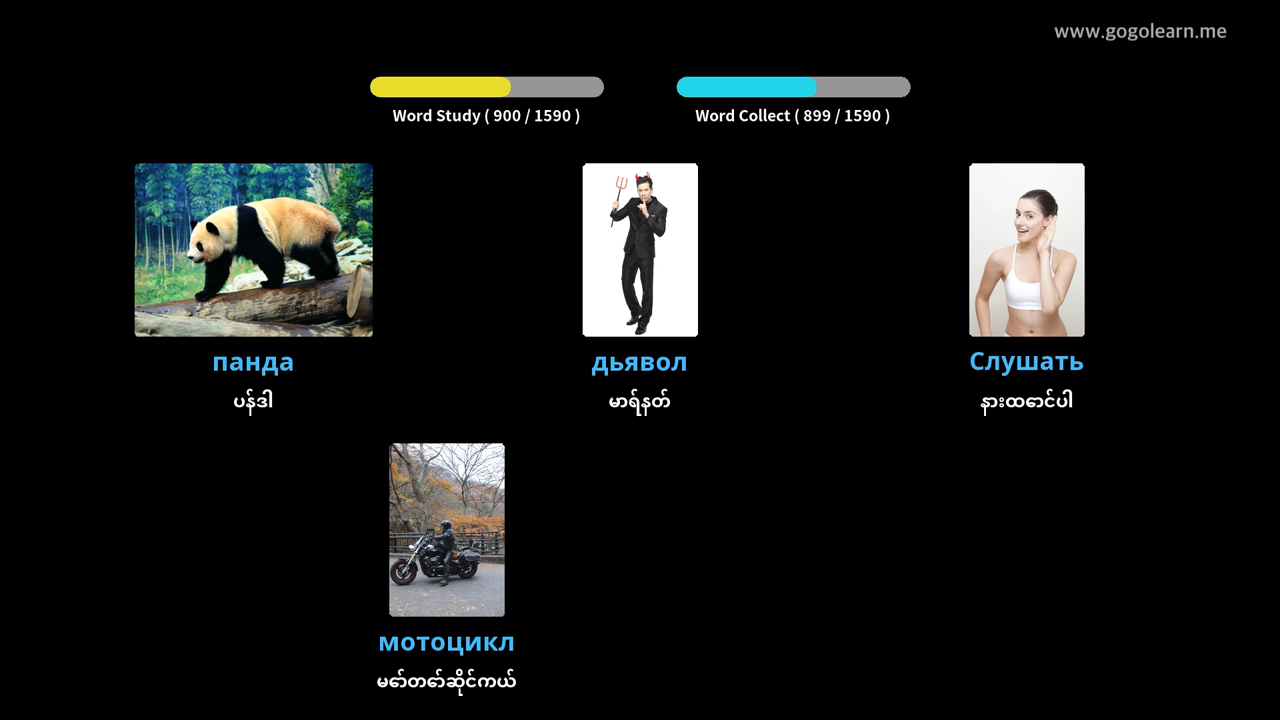 www.gogolearn.me
Word Study ( 900 / 1590 )
Word Collect ( 899 / 1590 )
панда
ပန်ဒါ
дьявол
မာရ်နတ်
Слушать
နားထောင်ပါ
мотоцикл
မော်တော်ဆိုင်ကယ်